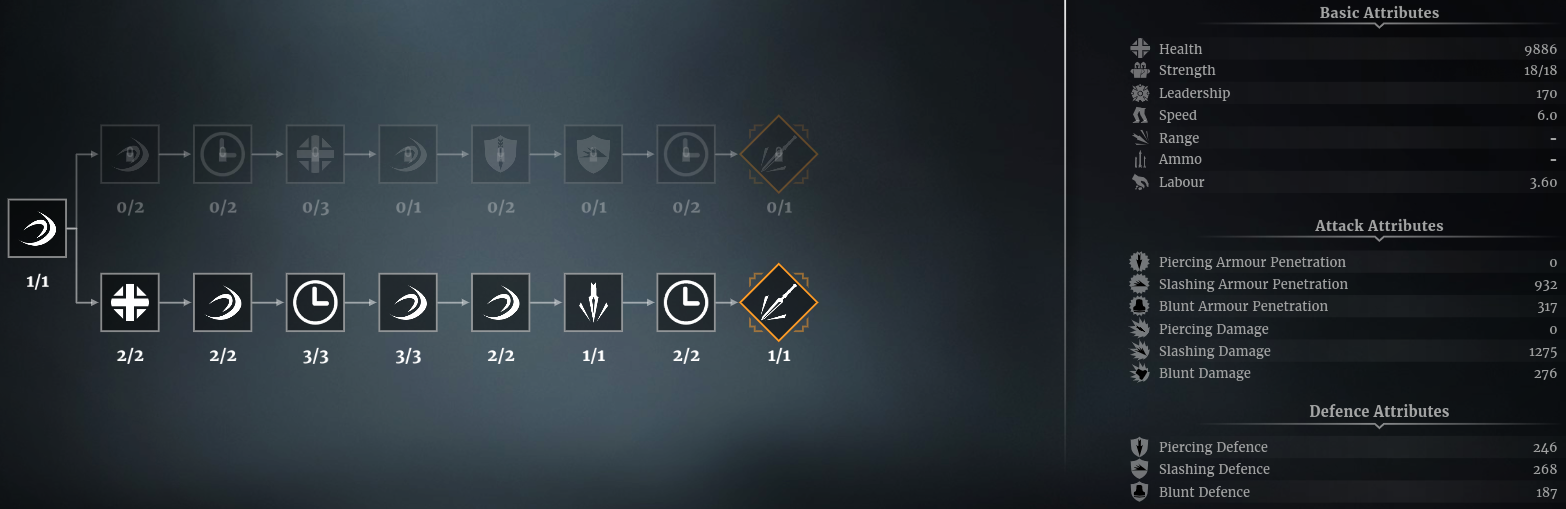 0/2 0/2 0/3 0/1 0/2 0/1 0/2 0/1
1/1
2/2 2/2 3/3 3/3 2/2 1/1 2/2 1/1
Basic Attributes
Health 9886
Strength 18/18
Leadership 170
Speed 6.0
Range -
Ammo -
Labour 3.60
Attack Attributes
Piercing Armour Penetration 0
Slashing Armour Penetration 932
Blunt Armour Penetration 317
Piercing Damage 0
Slashing Damage 1275
Blunt Damage 276
Defence Attributes
Piercing Defence 246
Slashing Defence 268
Blunt Defence 187